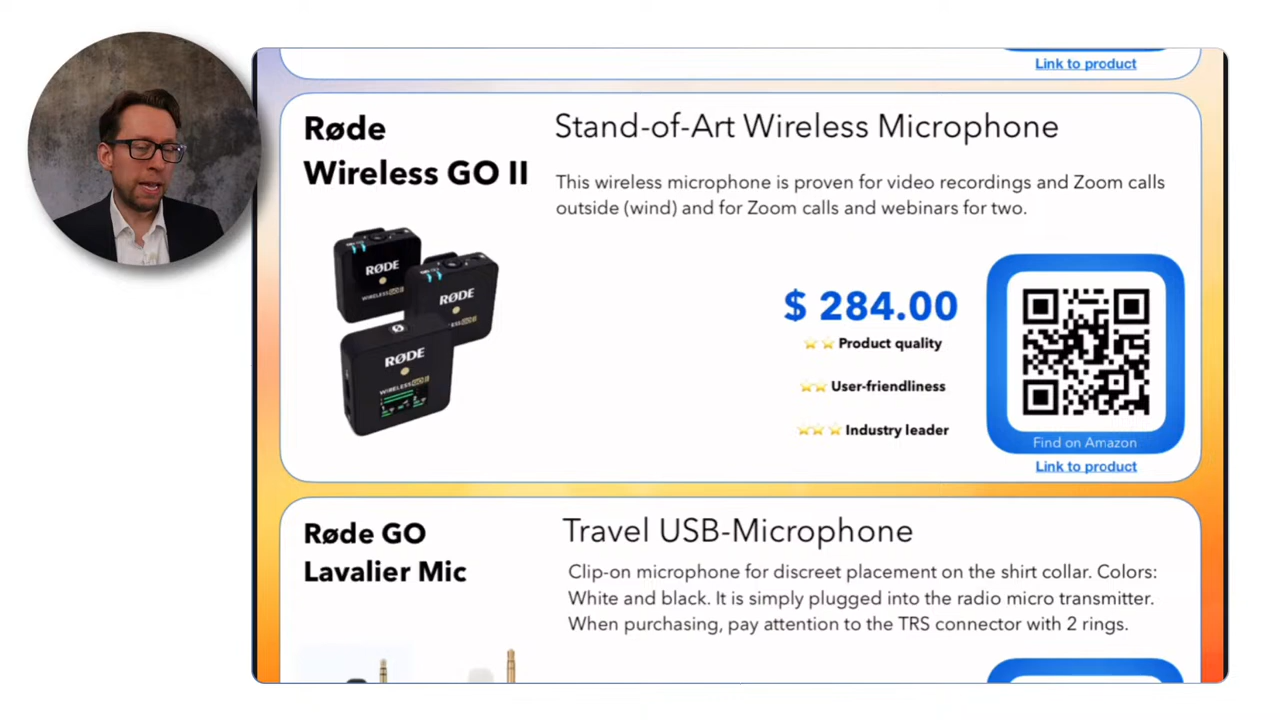 Link to product
Røde
Wireless GO II
Stand-of-Art Wireless Microphone
This wireless microphone is proven for video recordings and Zoom calls
outside (wind) and for Zoom calls and webinars for two.
RØDE
RØDE
RØDE
WIRELESS
$ 284.00
Product quality
User-friendliness
Industry leader
Find on Amazon
Link to product
Røde GO
Lavalier Mic
Travel USB-Microphone
Clip-on microphone for discreet placement on the shirt collar. Colors:
White and black. It is simply plugged into the radio micro transmitter.
When purchasing, pay attention to the TRS connector with 2 rings.